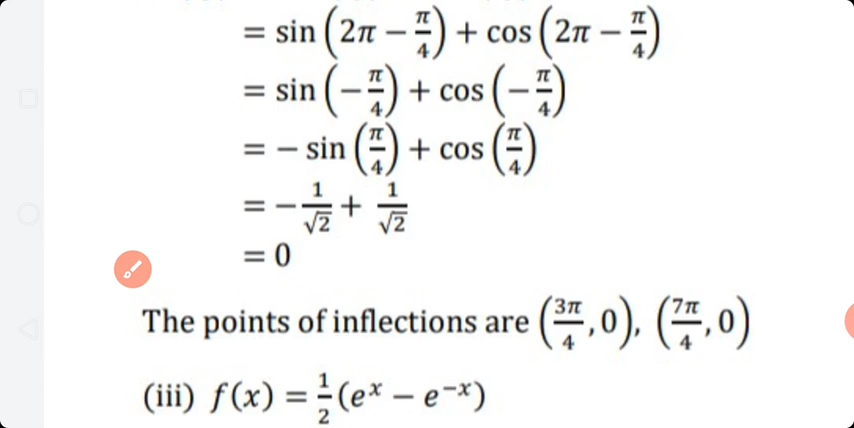 = sin (2π − π/4) + cos (2π − π/4)
= sin (− π/4) + cos (− π/4)
= − sin (π/4) + cos (π/4)
= − 1/√2 + 1/√2
= 0
The points of inflections are (3π/4, 0), (7π/4, 0)
(iii) f(x) = 1/2 (eˣ − e⁻ˣ)